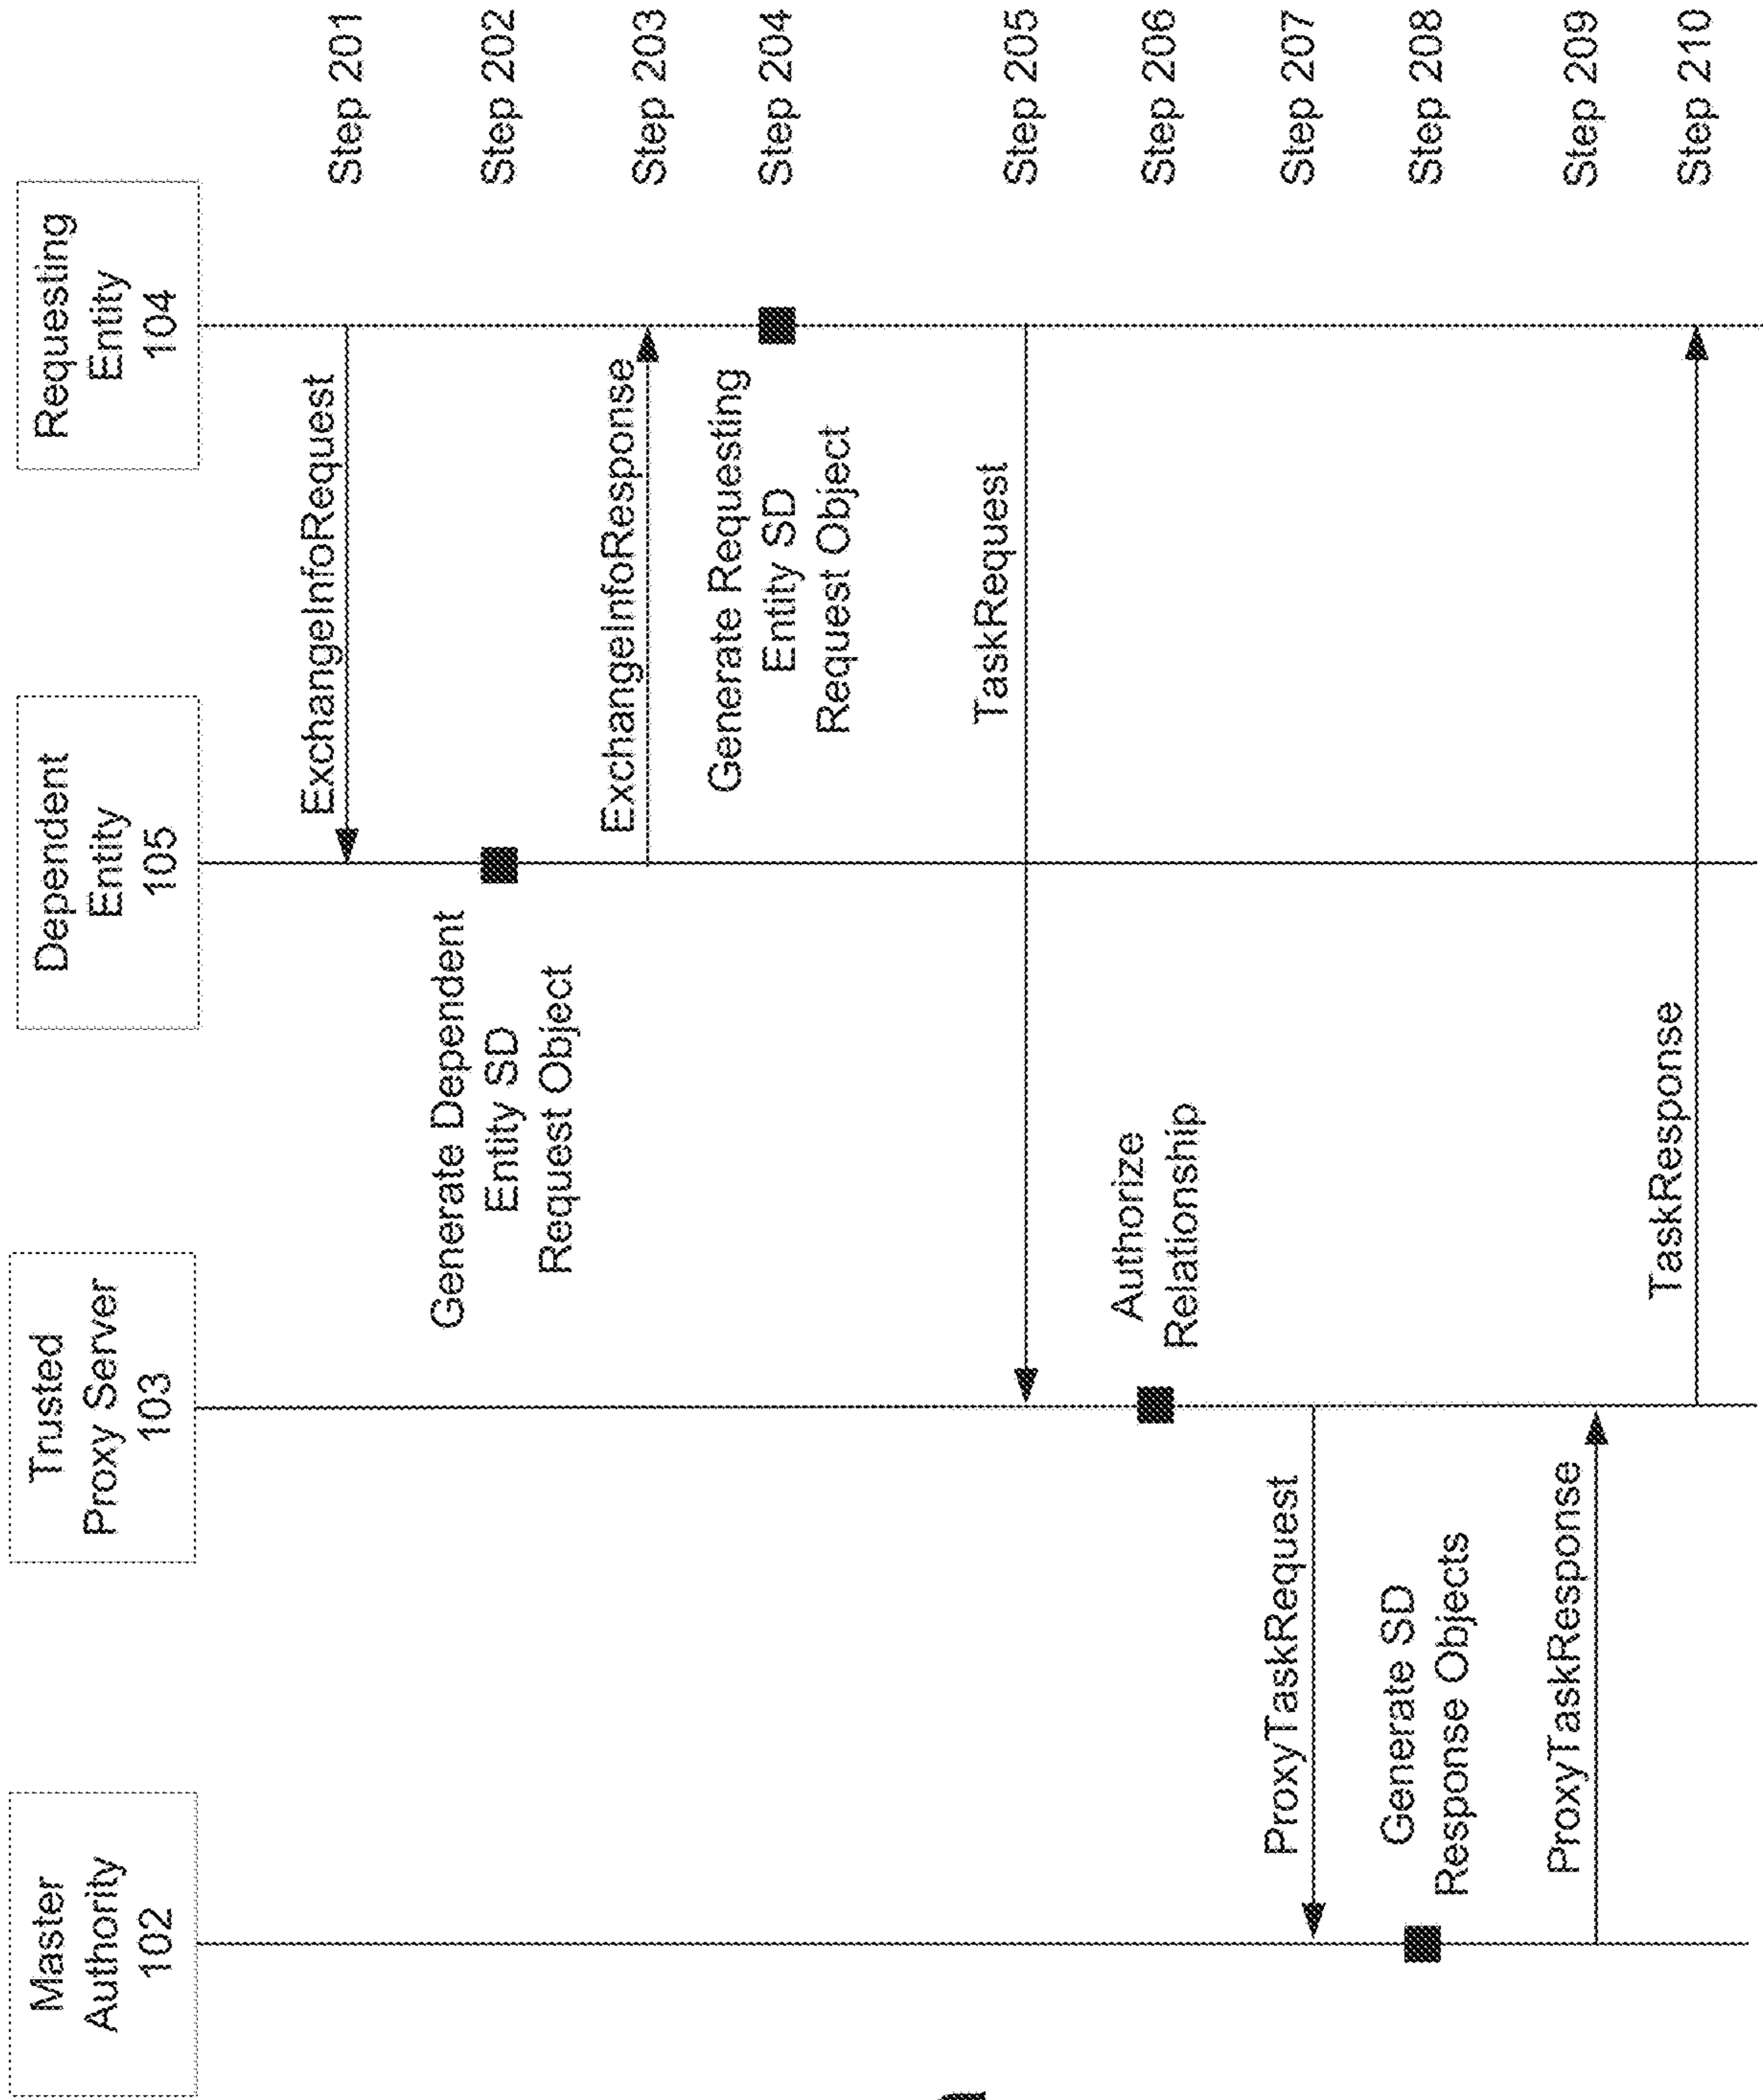 Master
Authority
102
Trusted
Proxy Server
103
Dependent
Entity
105
Requesting
Entity
104
ExchangeInfoRequest
Step 201
Generate Dependent
Entity SD
Request Object
Step 202
ExchangeInfoResponse
Step 203
Generate Requesting
Entity SD
Request Object
Step 204
TaskRequest
Step 205
Authorize
Relationship
Step 206
ProxyTaskRequest
Step 207
Generate SD
Response Objects
Step 208
ProxyTaskResponse
Step 209
TaskResponse
Step 210